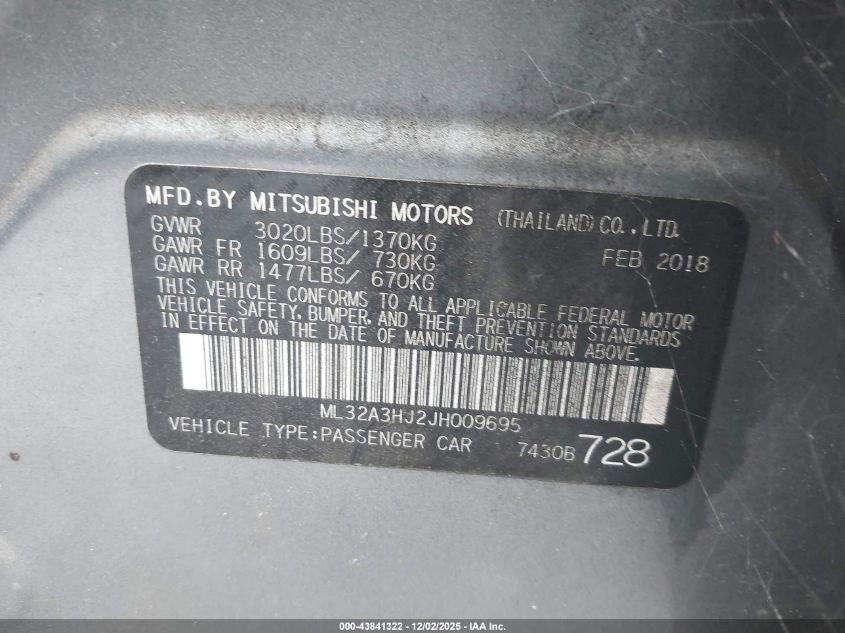 MFD.BY MITSUBISHI MOTORS (THAILAND) CO., LTD.
GVWR 3020LBS/1370KG
GAWR FR 1609LBS/ 730KG FEB 2018
GAWR RR 1477LBS/ 670KG
THIS VEHICLE CONFORMS TO ALL APPLICABLE FEDERAL MOTOR
VEHICLE SAFETY, BUMPER, AND THEFT PREVENTION STANDARDS
IN EFFECT ON THE DATE OF MANUFACTURE SHOWN ABOVE.
ML32A3HJ2JH009695
VEHICLE TYPE:PASSENGER CAR 7430B 728
000-43841322 - 12/02/2025 - IAA Inc.